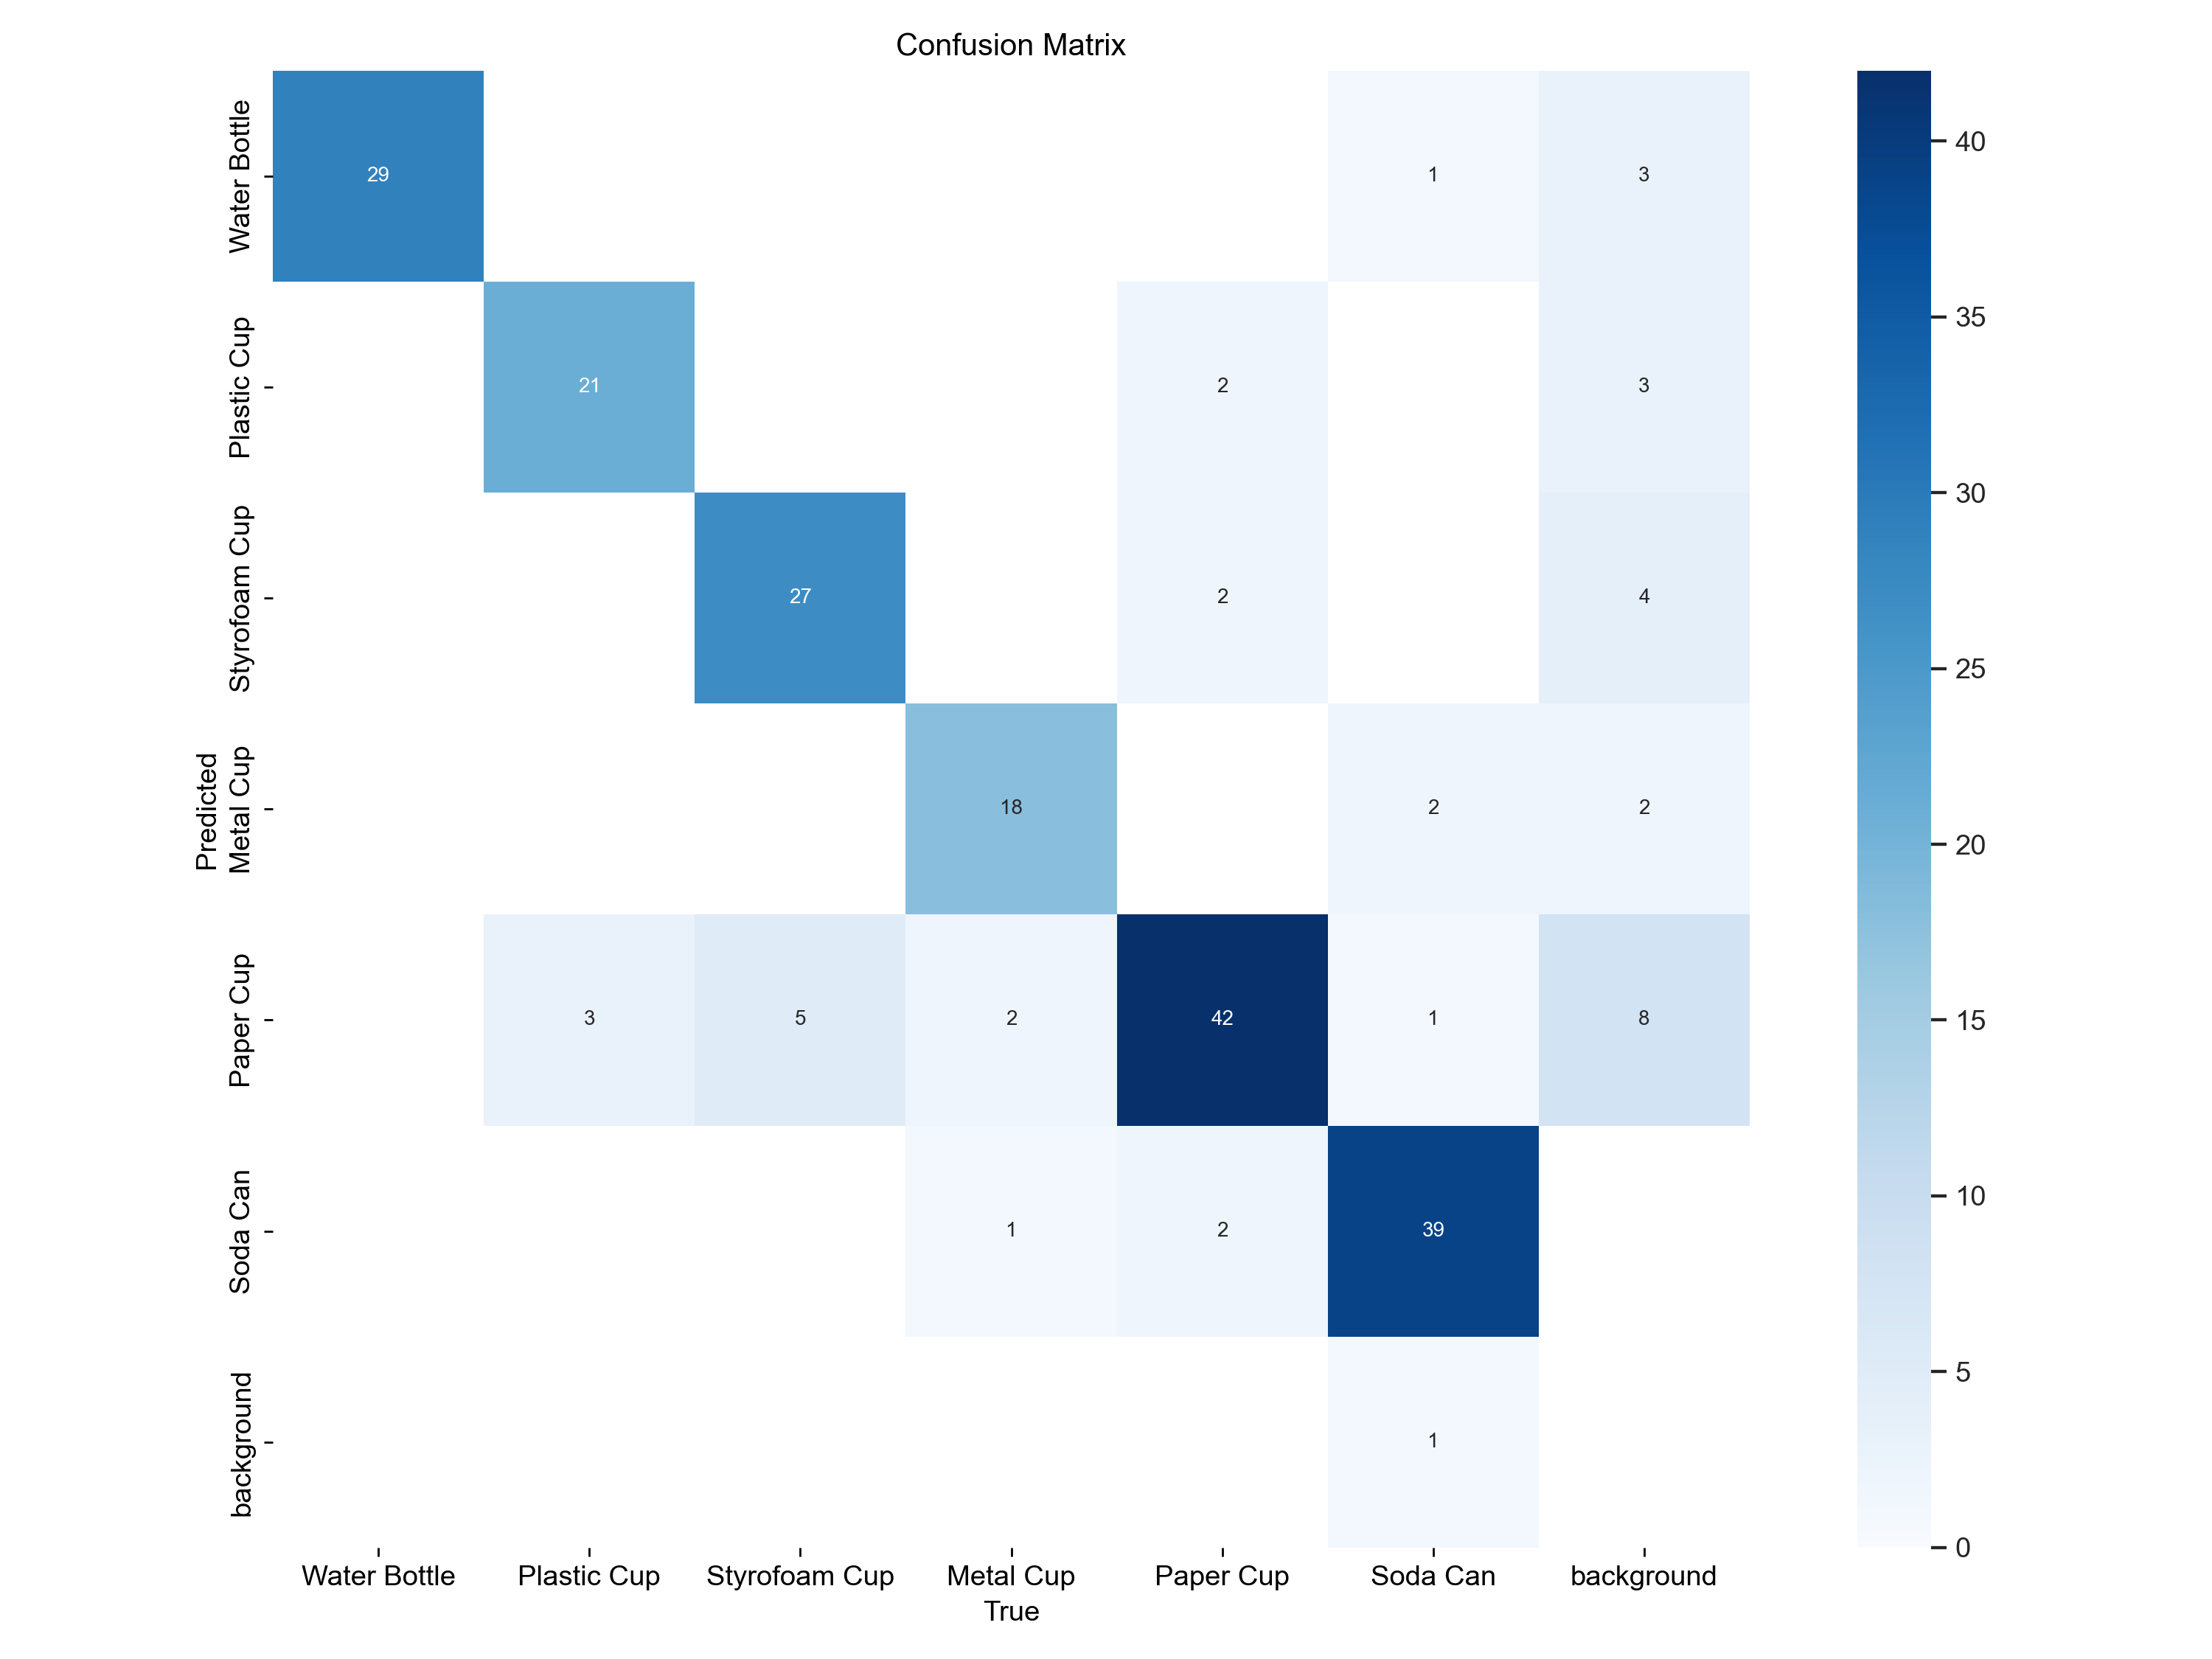 Confusion Matrix
Predicted
Water Bottle
29
1
3
Plastic Cup
21
2
3
Styrofoam Cup
27
2
4
Metal Cup
18
2
2
Paper Cup
3
5
2
42
1
8
Soda Can
1
2
39
background
1
Water Bottle
Plastic Cup
Styrofoam Cup
Metal Cup
Paper Cup
Soda Can
background
True
40
35
30
25
20
15
10
5
0